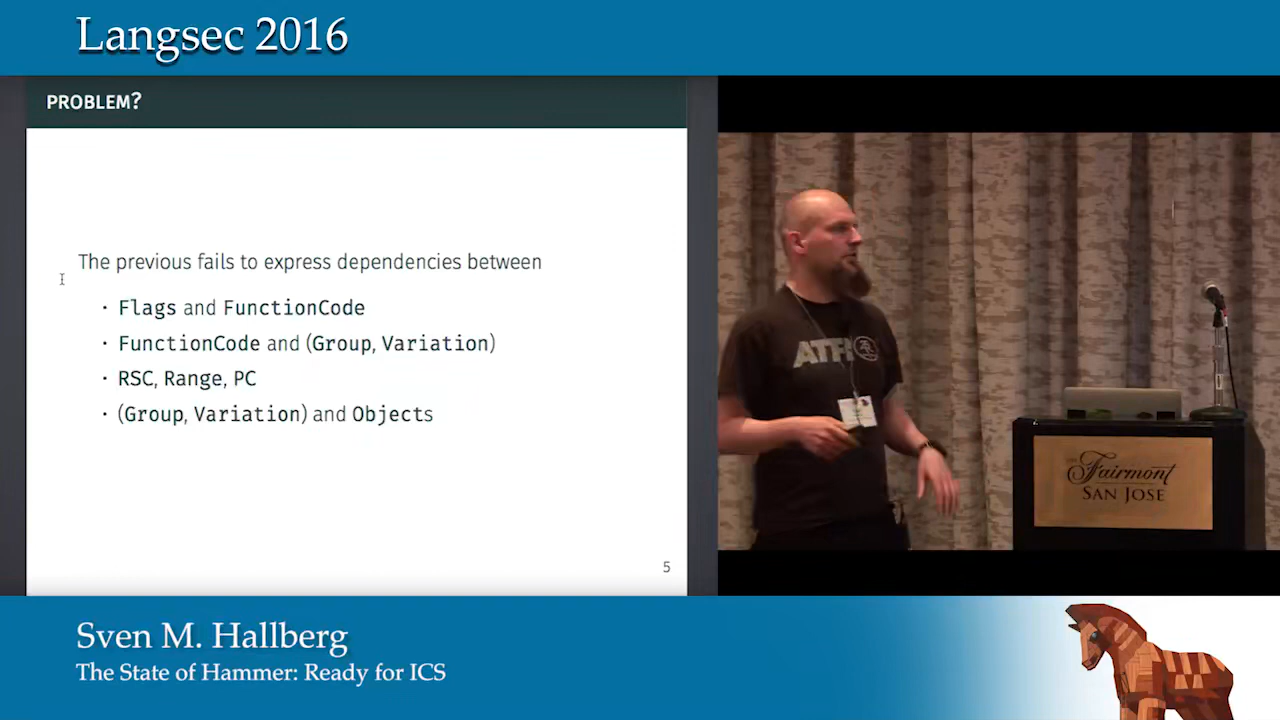 Langsec 2016
PROBLEM?
The previous fails to express dependencies between
· Flags and FunctionCode
· FunctionCode and (Group, Variation)
· RSC, Range, PC
· (Group, Variation) and Objects
5
Fairmont
SAN JOSE
Sven M. Hallberg
The State of Hammer: Ready for ICS